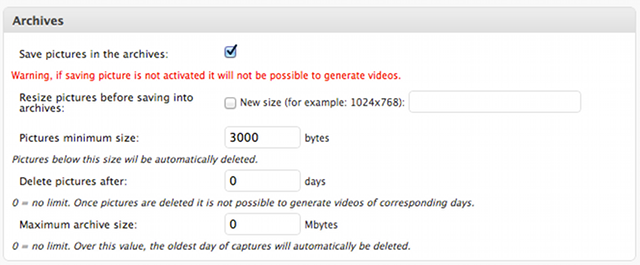 Archives
Save pictures in the archives:
Warning, if saving picture is not activated it will not be possible to generate videos.
Resize pictures before saving into archives:
New size (for example: 1024x768):
Pictures minimum size: 3000 bytes
Pictures below this size wil be automatically deleted.
Delete pictures after: 0 days
0 = no limit. Once pictures are deleted it is not possible to generate videos of corresponding days.
Maximum archive size: 0 Mbytes
0 = no limit. Over this value, the oldest day of captures will automatically be deleted.